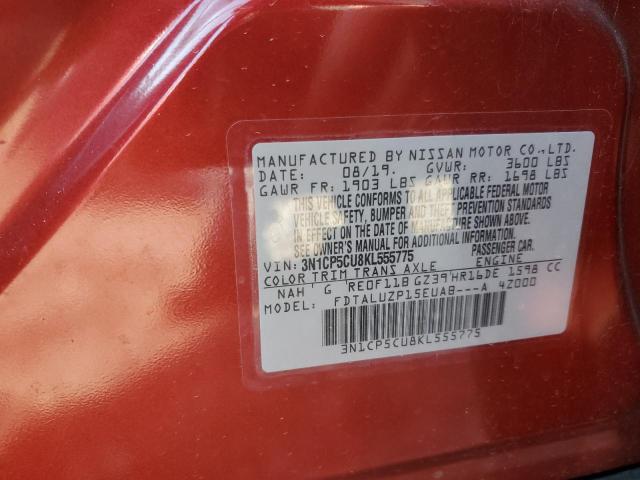 MANUFACTURED BY NISSAN MOTOR CO.,LTD.
DATE: 08/19. GVWR: 3600 LBS
GAWR FR: 1903 LBS GAWR RR: 1698 LBS
THIS VEHICLE CONFORMS TO ALL APPLICABLE FEDERAL MOTOR
VEHICLE SAFETY, BUMPER AND THEFT PREVENTION STANDARDS
IN EFFECT ON THE DATE OF MANUFACTURE SHOWN ABOVE.
SEE OWNER'S MANUAL FOR ADDITIONAL INFORMATION.
VIN: 3N1CP5CU8KL555775 PASSENGER CAR.
COLOR TRIM TRANS AXLE ENGINE
NAH ' G 'RE0F11B GZ39'HR16DE 1598 CC
MODEL: FDTALUZP15EUAB---A 4Z000
3N1CP5CU8KL555775